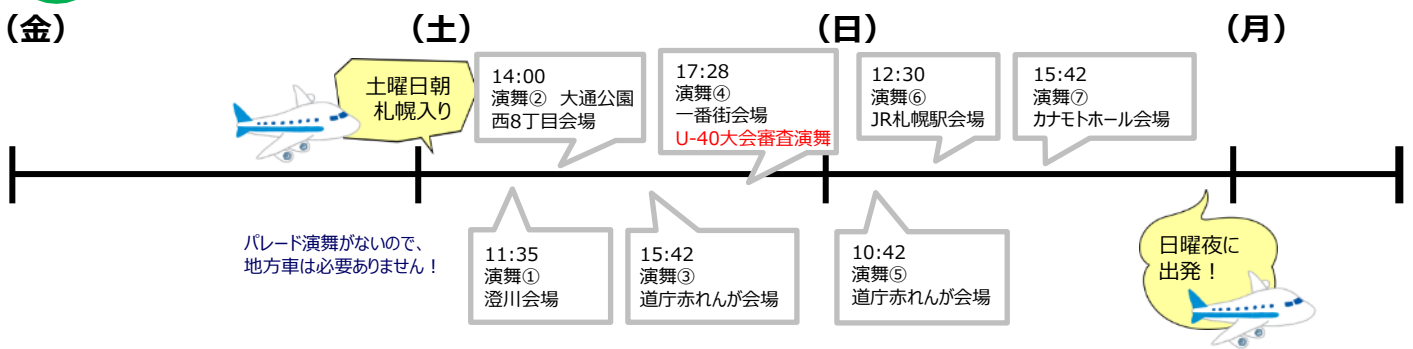 （金）
（土）
（日）
（月）
土曜日朝
札幌入り
14:00
演舞②　大通公園
西8丁目会場
17:28
演舞④
一番街会場
U-40大会審査演舞
12:30
演舞⑥
JR札幌駅会場
15:42
演舞⑦
カナモトホール会場
パレード演舞がないので、
地方車は必要ありません！
11:35
演舞①
澄川会場
15:42
演舞③
道庁赤れんが会場
10:42
演舞⑤
道庁赤れんが会場
日曜夜に
出発！